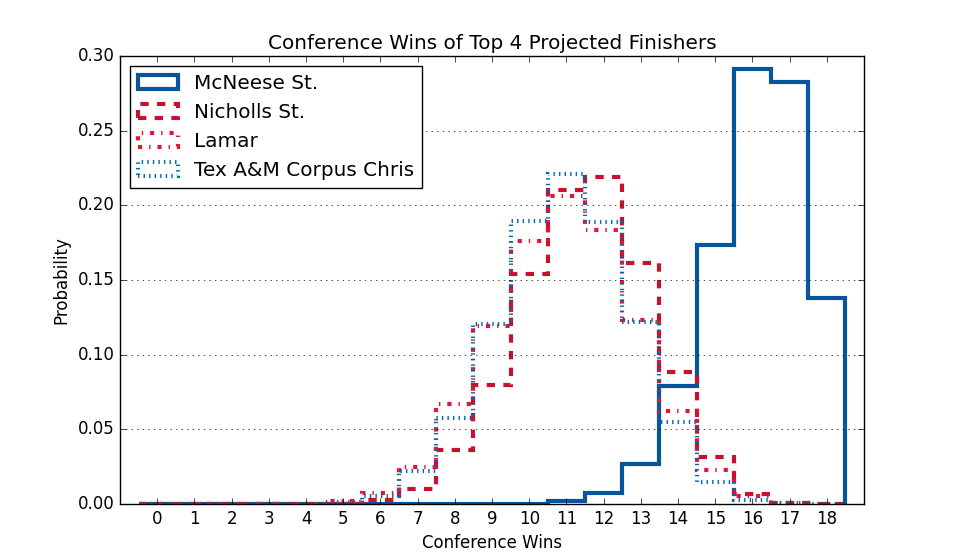 Conference Wins of Top 4 Projected Finishers
0.30
0.25
0.20
0.15
0.10
0.05
0.00
Probability
McNeese St.
Nicholls St.
Lamar
Tex A&M Corpus Chris
0 1 2 3 4 5 6 7 8 9 10 11 12 13 14 15 16 17 18
Conference Wins